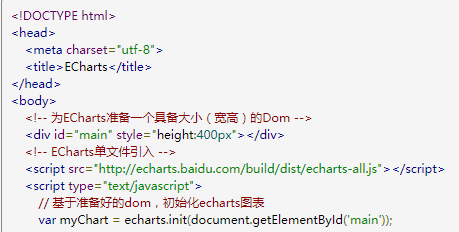 <!DOCTYPE html>
<head>
<meta charset="utf-8">
<title>ECharts</title>
</head>
<body>
<!-- 为ECharts准备一个具备大小（宽高）的Dom -->
<div id="main" style="height:400px"></div>
<!-- ECharts单文件引入 -->
<script src="http://echarts.baidu.com/build/dist/echarts-all.js"></script>
<script type="text/javascript">
// 基于准备好的dom，初始化echarts图表
var myChart = echarts.init(document.getElementById('main'));